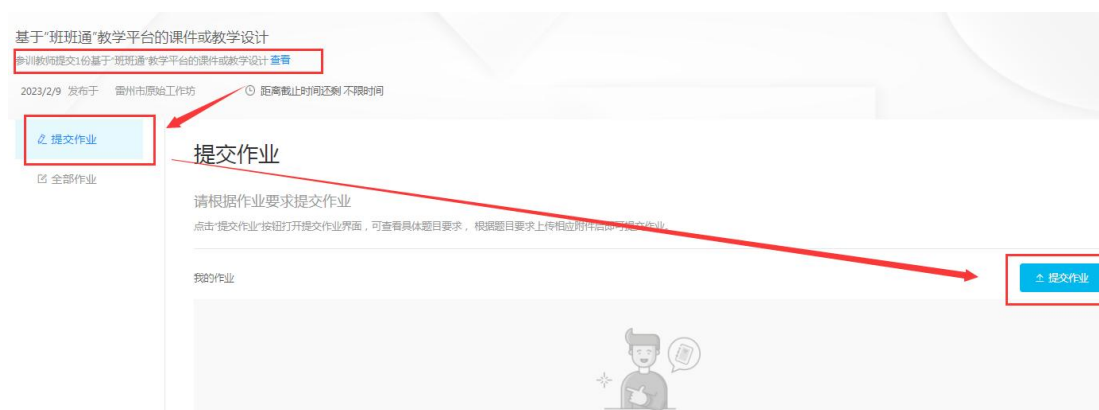 基于"班班通"教学平台的课件或教学设计
参训教师提交1份基于"班班通"教学平台的课件或教学设计 查看
2023/2/9 发布于 雷州市原始工作坊 距离截止时间还剩 不限时间
提交作业
全部作业
提交作业
请根据作业要求提交作业
点击"提交作业"按钮打开提交作业界面，可查看具体题目要求，根据题目要求上传相应附件后即可提交作业。
我的作业
提交作业